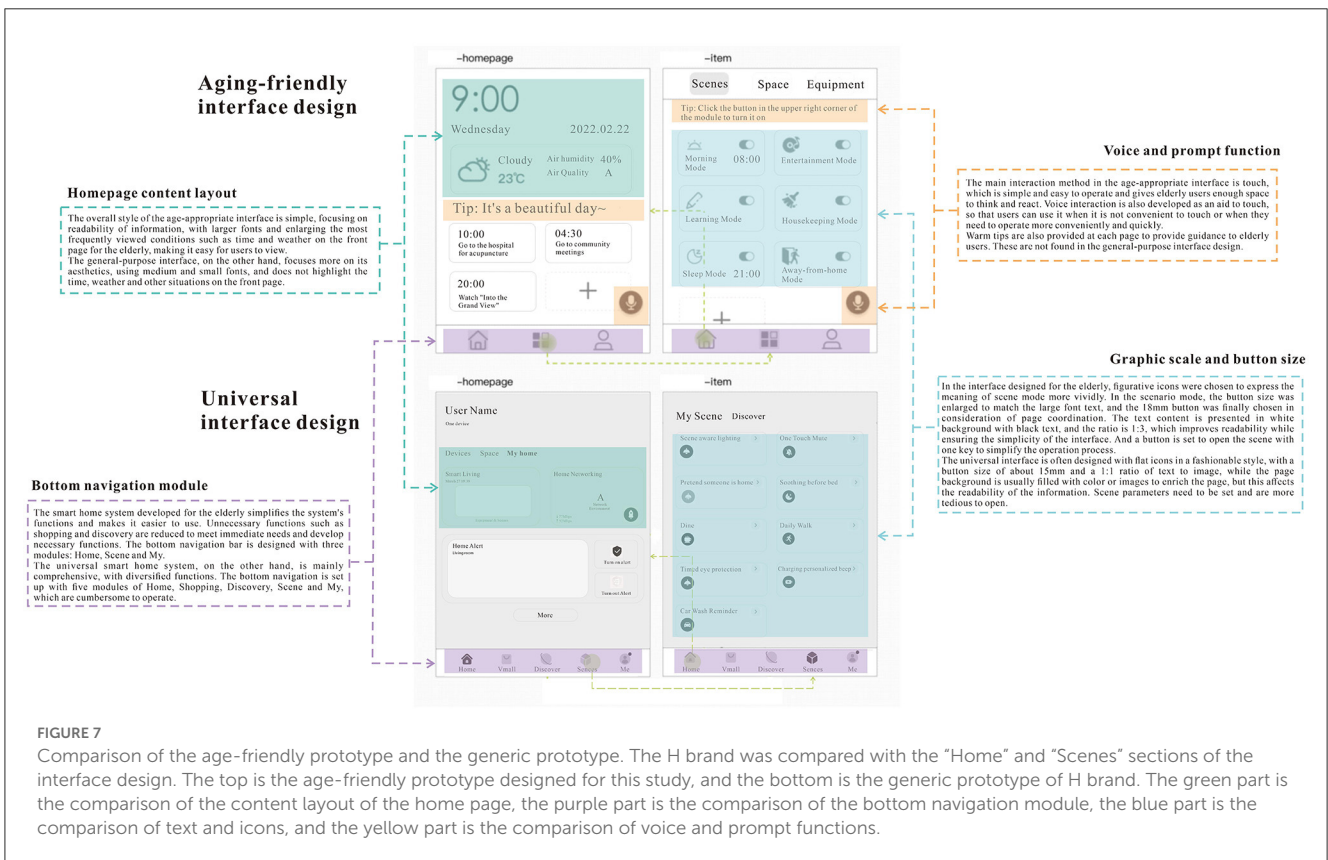 Aging-friendly
interface design
Homepage content layout
The overall style of the age-appropriate interface is simple, focusing on
readability of information, with larger fonts and enlarging the most
frequently viewed conditions such as time and weather on the front
page for the elderly, making it easy for users to view.
The general-purpose interface, on the other hand, focuses more on its
aesthetics, using medium and small fonts, and does not highlight the
time, weather and other situations on the front page.
Universal
interface design
Bottom navigation module
The smart home system developed for the elderly simplifies the system's
functions and makes it easier to use. Unnecessary functions such as
shopping and discovery are reduced to meet immediate needs and develop
necessary functions. The bottom navigation bar is designed with three
modules: Home, Scene and My.
The universal smart home system, on the other hand, is mainly
comprehensive, with diversified functions. The bottom navigation is set
up with five modules of Home, Shopping, Discovery, Scene and My,
which are cumbersome to operate.
–homepage
9:00
Wednesday 2022.02.22
Cloudy
23℃
Air humidity 40%
Air Quality A
Tip: It's a beautiful day~
10:00
Go to the hospital
for acupuncture
04:30
Go to community
meetings
20:00
Watch "Into the
Grand View"
–item
Scenes Space Equipment
Tip: Click the button in the upper right corner of
the module to turn it on
Morning
Mode
08:00
Entertainment Mode
Learning Mode
Housekeeping Mode
Sleep Mode 21:00
Away-from-home
Mode
–homepage
User Name
One device
Devices Space My home
Smart Living
Home Networking
A
Home Alert
Livingroom
Turn on alert
Turn out Alert
More
Home Vmall Discover Sences Me
–item
My Scene Discover
Scene aware lighting
One Touch Mute
Pretend someone is home
Soothing before bed
Dine
Daily Walk
Timed eye protection
Charging personalized beep
Car Wash Reminder
Home Vmall Discover Sences Me
Voice and prompt function
The main interaction method in the age-appropriate interface is touch,
which is simple and easy to operate and gives elderly users enough space
to think and react. Voice interaction is also developed as an aid to touch,
so that users can use it when it is not convenient to touch or when they
need to operate more conveniently and quickly.
Warm tips are also provided at each page to provide guidance to elderly
users. These are not found in the general-purpose interface design.
Graphic scale and button size
In the interface designed for the elderly, figurative icons were chosen to express the
meaning of scene mode more vividly. In the scenario mode, the button size was
enlarged to match the large font text, and the 18mm button was finally chosen in
consideration of page coordination. The text content is presented in white
background with black text, and the ratio is 1:3, which improves readability while
ensuring the simplicity of the interface. And a button is set to open the scene with
one key to simplify the operation process.
The universal interface is often designed with flat icons in a fashionable style, with a
button size of about 15mm and a 1:1 ratio of text to image, while the page
background is usually filled with color or images to enrich the page, but this affects
the readability of the information. Scene parameters need to be set and are more
tedious to open.
FIGURE 7
Comparison of the age-friendly prototype and the generic prototype. The H brand was compared with the “Home” and “Scenes” sections of the
interface design. The top is the age-friendly prototype designed for this study, and the bottom is the generic prototype of H brand. The green part is
the comparison of the content layout of the home page, the purple part is the comparison of the bottom navigation module, the blue part is the
comparison of text and icons, and the yellow part is the comparison of voice and prompt functions.